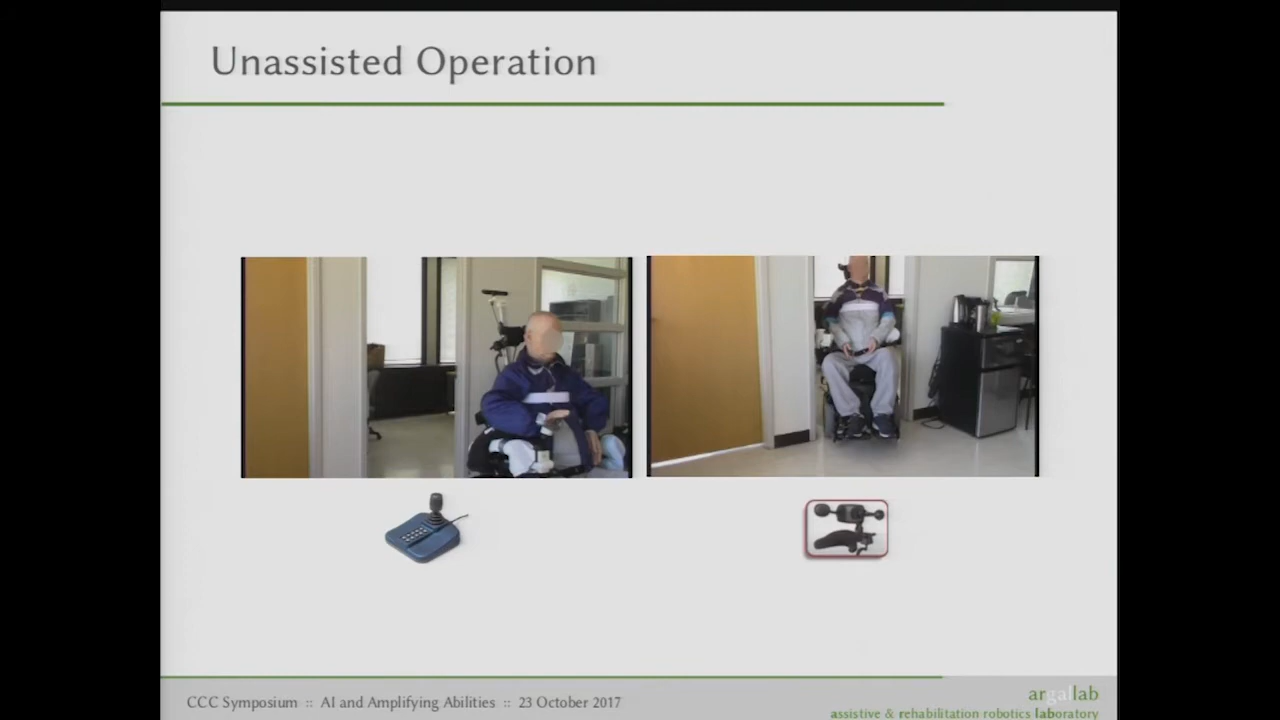 Unassisted Operation
CCC Symposium :: AI and Amplifying Abilities :: 23 October 2017
argallab
assistive & rehabilitation robotics laboratory